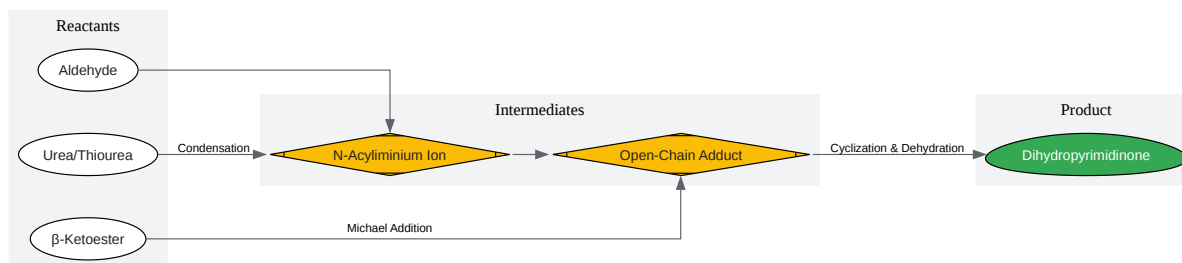 Reactants
Aldehyde
Urea/Thiourea
β-Ketoester
Condensation
Michael Addition
Intermediates
N-Acyliminium Ion
Open-Chain Adduct
Cyclization & Dehydration
Product
Dihydropyrimidinone